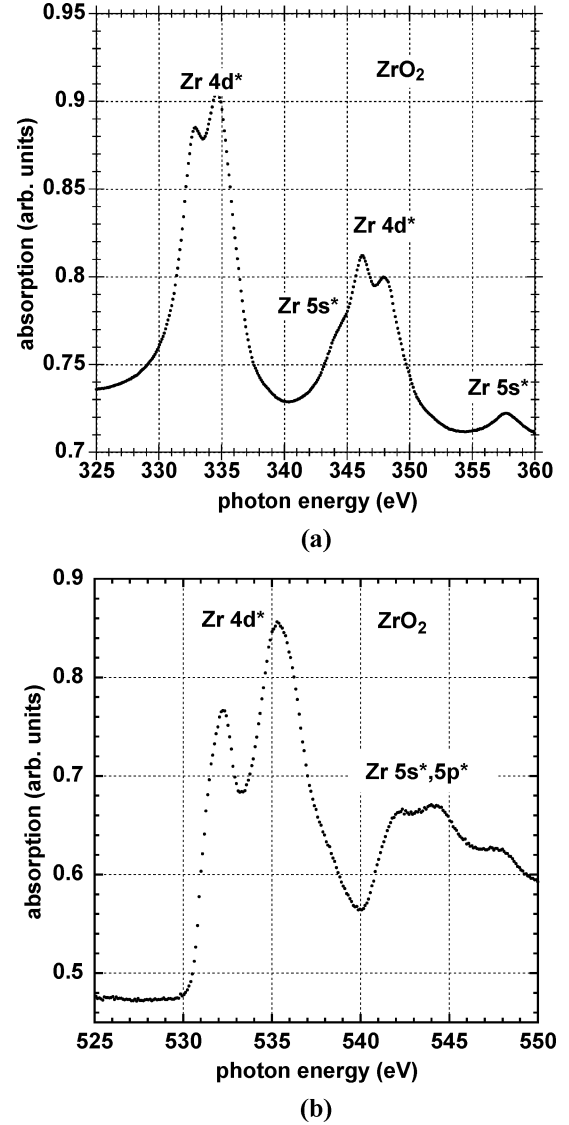 0.95
Zr 4d*
ZrO2
0.9
0.85
Zr 4d*
0.8
Zr 5s*
0.75
Zr 5s*
0.7
325 330 335 340 345 350 355 360
absorption (arb. units)
photon energy (eV)
(a)
0.9
Zr 4d*
ZrO2
0.8
Zr 5s*,5p*
0.7
0.6
0.5
525 530 535 540 545 550
absorption (arb. units)
photon energy (eV)
(b)